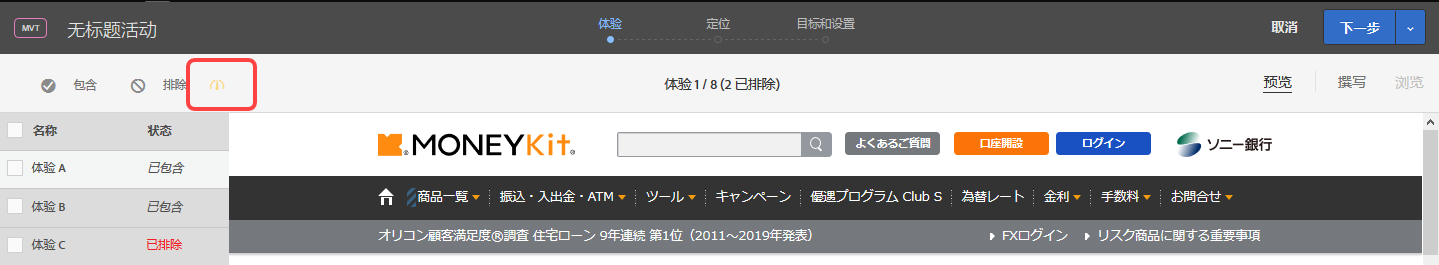 MVT 无标题活动 体验 定位 目标和设置 取消 下一步
包含 排除 体验 1 / 8 (2 已排除) 预览 撰写 浏览
名称 状态
MONEYKit よくあるご質問 口座開設 ログイン ソニー銀行
体验 A 已包含
商品一覧 振込・入出金・ATM ツール キャンペーン 優遇プログラム Club S 為替レート 金利 手数料 お問合せ
体验 B 已包含
オリコン顧客満足度®調査 住宅ローン 9年連続 第1位（2011～2019年発表） FXログイン リスク商品に関する重要事項
体验 C 已排除